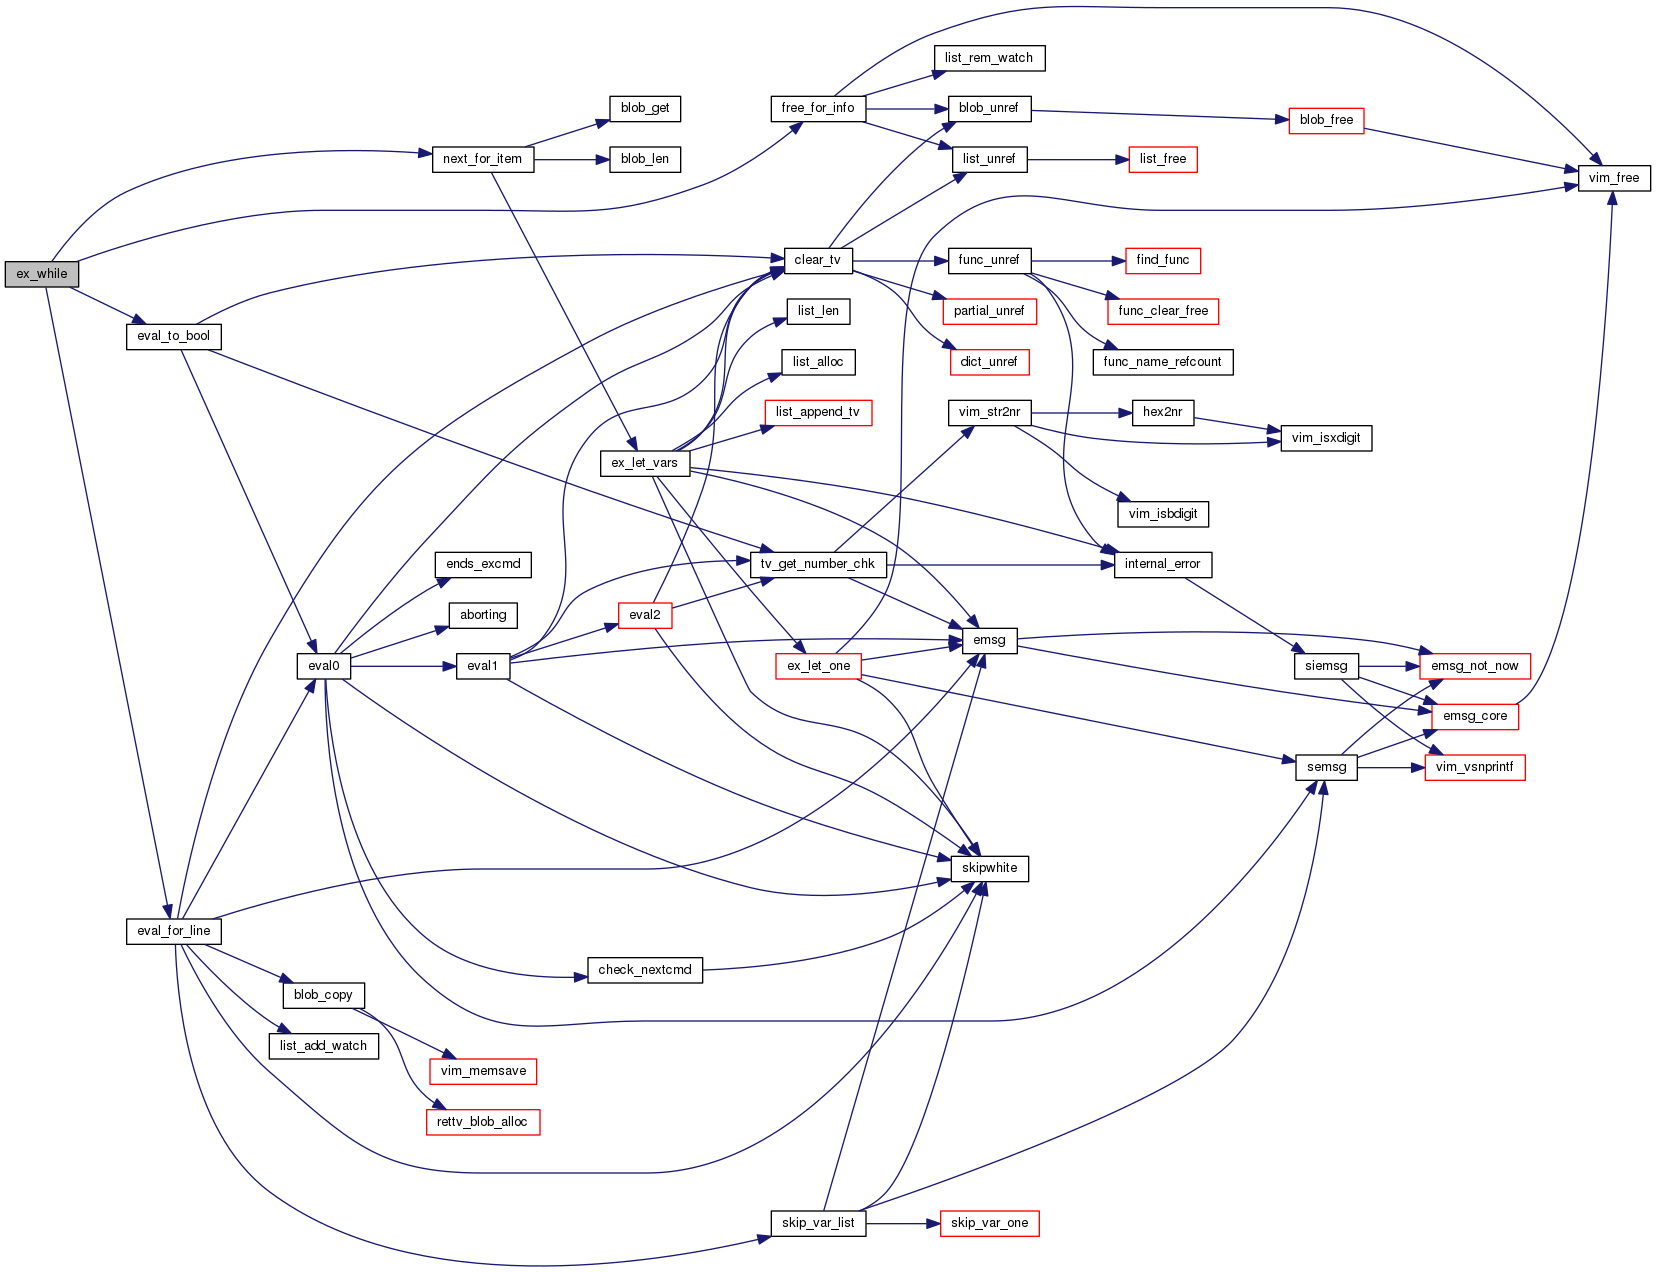 list_rem_watch
blob_get
free_for_info
blob_unref
blob_free
next_for_item
blob_len
list_unref
list_free
vim_free
ex_while
clear_tv
func_unref
find_func
list_len
partial_unref
func_clear_free
eval_to_bool
list_alloc
dict_unref
func_name_refcount
list_append_tv
vim_str2nr
hex2nr
vim_isxdigit
ex_let_vars
vim_isbdigit
ends_excmd
tv_get_number_chk
internal_error
aborting
eval2
emsg
eval0
eval1
ex_let_one
siemsg
emsg_not_now
emsg_core
semsg
vim_vsnprintf
skipwhite
eval_for_line
check_nextcmd
blob_copy
list_add_watch
vim_memsave
rettv_blob_alloc
skip_var_list
skip_var_one